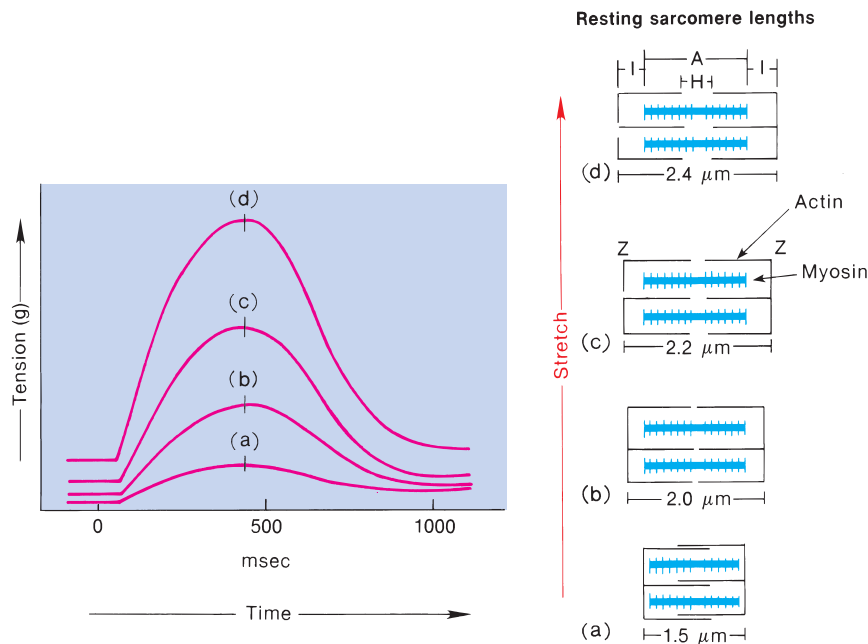 Resting sarcomere lengths
I A I
H
(d) 2.4 μm
Actin
Z Z
Myosin
(c) 2.2 μm
(b) 2.0 μm
(a) 1.5 μm
Stretch
Tension (g)
(d)
(c)
(b)
(a)
0 500 1000
msec
Time